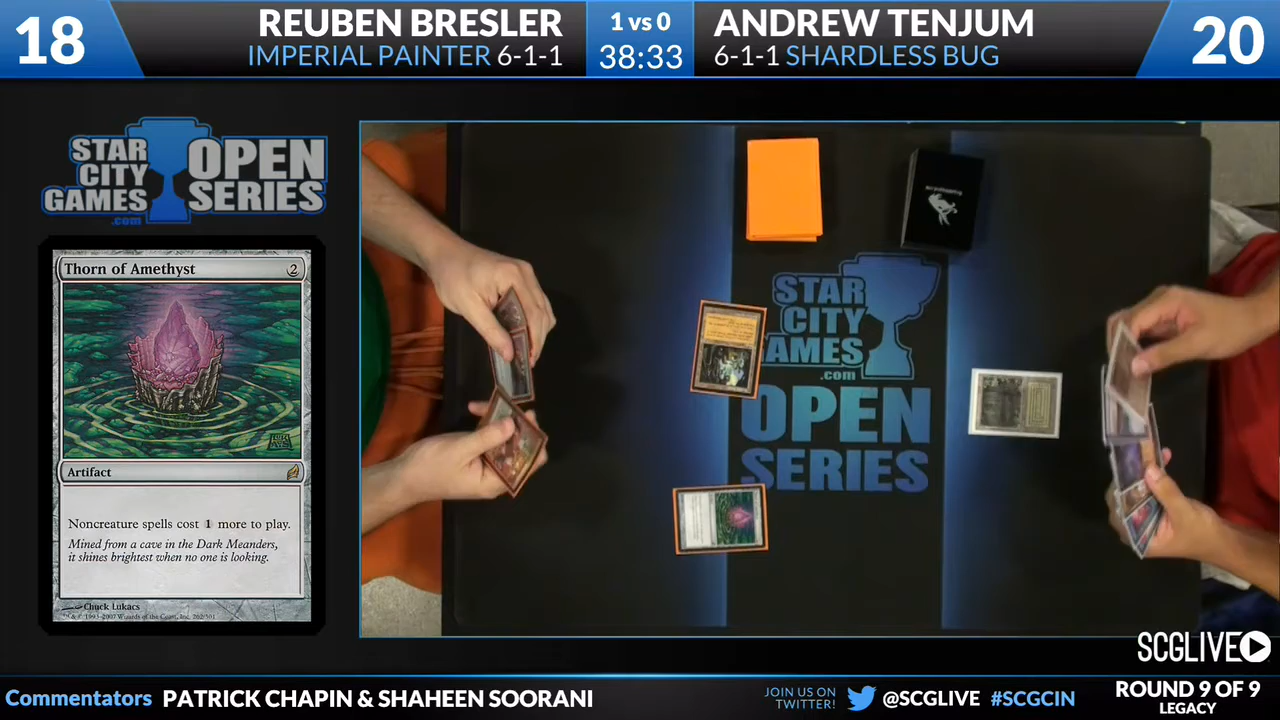 18
REUBEN BRESLER
IMPERIAL PAINTER 6-1-1
1 vs 0
38:33
ANDREW TENJUM
6-1-1 SHARDLESS BUG
20
STAR CITY GAMES .com OPEN SERIES
Thorn of Amethyst 2
Artifact
Noncreature spells cost 1 more to play.
Mined from a cave in the Dark Meanders,
it shines brightest when no one is looking.
Chuck Lukacs
STAR
CITY
GAMES
.com
OPEN
SERIES
SCGLIVE
Commentators PATRICK CHAPIN & SHAHEEN SOORANI
JOIN US ON
TWITTER!
@SCGLIVE #SCGCIN
ROUND 9 OF 9
LEGACY